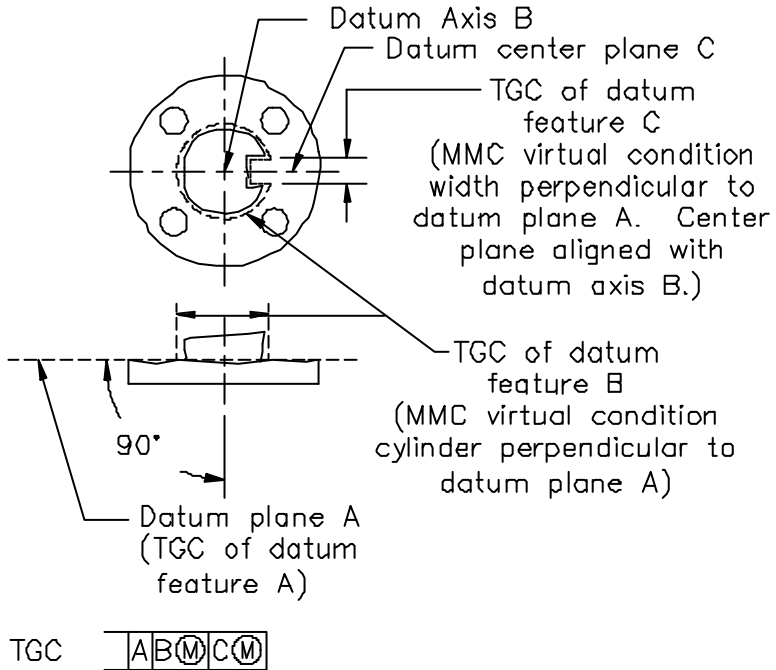 Datum Axis B
Datum center plane C
TGC of datum
feature C
(MMC virtual condition
width perpendicular to
datum plane A. Center
plane aligned with
datum axis B.)
TGC of datum
feature B
(MMC virtual condition
cylinder perpendicular to
datum plane A)
90°
Datum plane A
(TGC of datum
feature A)
TGC A B Ⓜ C Ⓜ